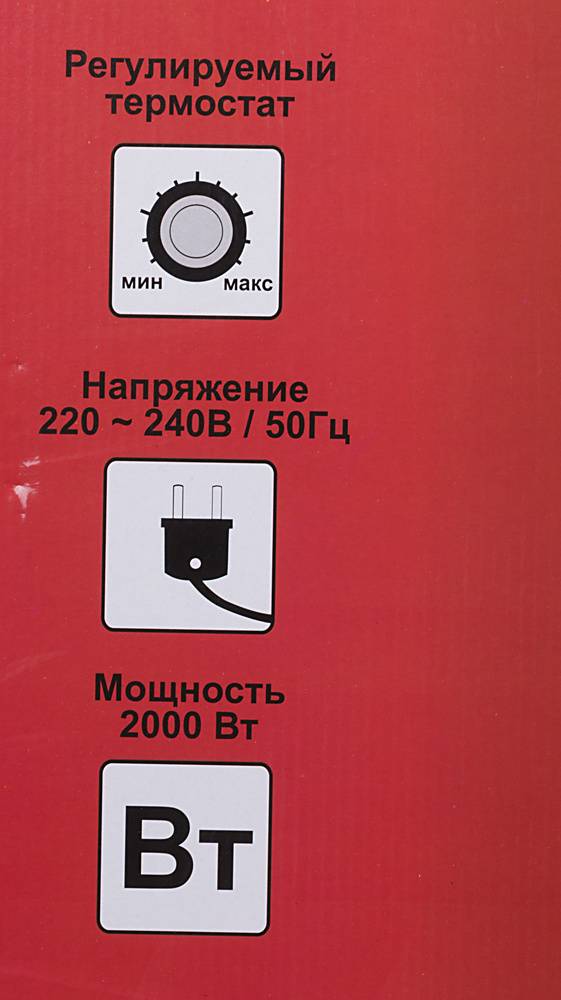 Регулируемый
термостат
мин макс
Напряжение
220 ~ 240В / 50Гц
Мощность
2000 Вт
Вт